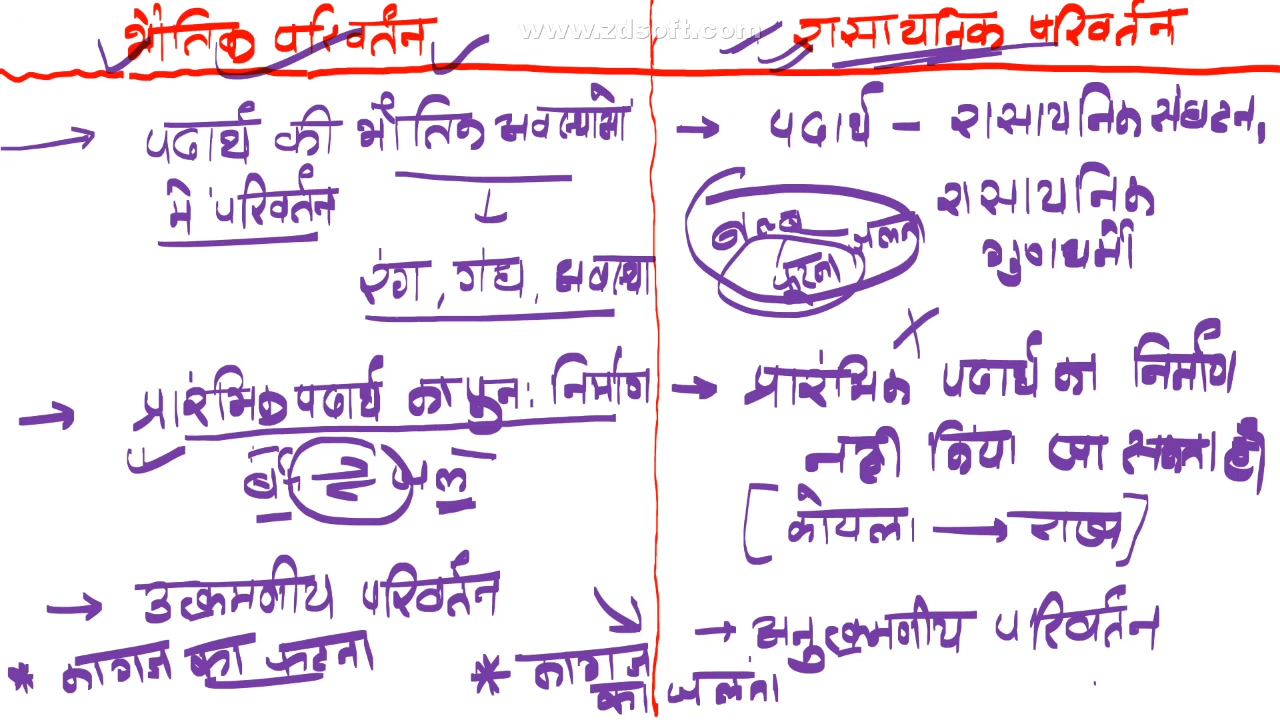 www.zdsoft.com
भौतिक परिवर्तन
→ पदार्थ की भौतिक अवस्थाओं
में परिवर्तन
रंग, गंध, अवस्था
→ प्रारंभिक पदार्थ का पुन: निर्माण
बर्फ ⇌ जल
→ उत्क्रमणीय परिवर्तन
* कागज का फटना
रासायनिक परिवर्तन
→ पदार्थ – रासायनिक संघटन,
रासायनिक
गुणधर्मों
जलना
फटना
→ प्रारंभिक पदार्थ का निर्माण
नही किया जा सकता है।
[कोयला → राख]
→ अनुत्क्रमणीय परिवर्तन
* कागज
का जलना